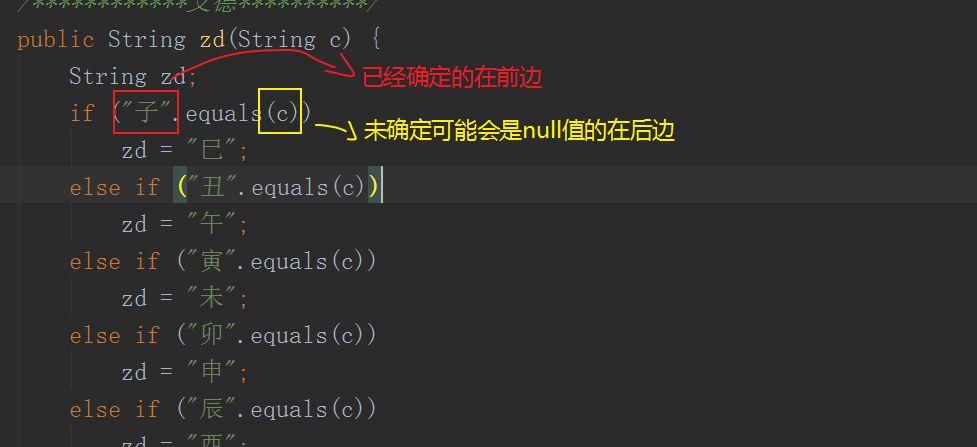 /************文德**********/
public String zd(String c) {
String zd;
已经确定的在前边
if ("子".equals(c))
未确定可能会是null值的在后边
zd = "巳";
else if ("丑".equals(c))
zd = "午";
else if ("寅".equals(c))
zd = "未";
else if ("卯".equals(c))
zd = "申";
else if ("辰".equals(c))
zd = "酉";